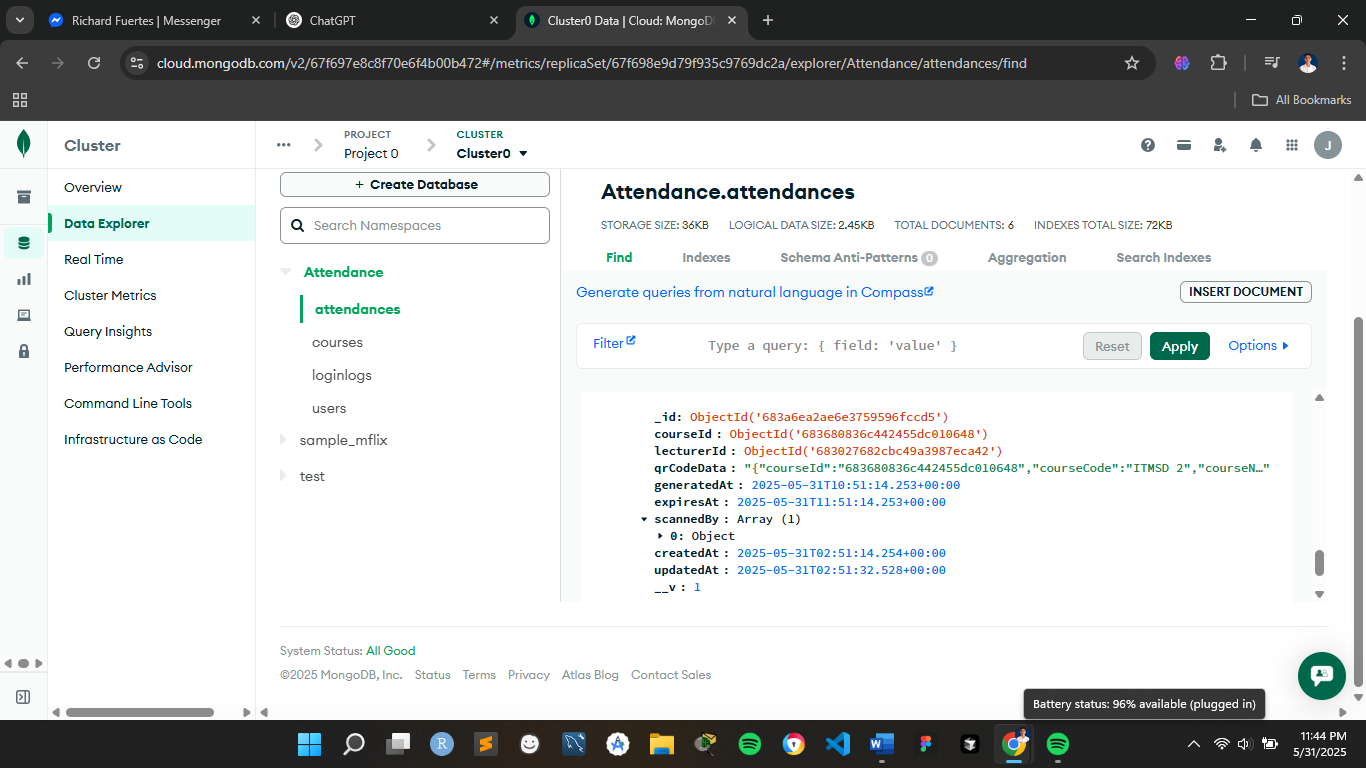 Richard Fuertes | Messenger
ChatGPT
Cluster0 Data | Cloud: MongoD
cloud.mongodb.com/v2/67f697e8c8f70e6f4b00b472#/metrics/replicaSet/67f698e9d79f935c9769dc2a/explorer/Attendance/attendances/find
All Bookmarks
Cluster
PROJECT
Project 0
CLUSTER
Cluster0
J
Overview
Data Explorer
Real Time
Cluster Metrics
Query Insights
Performance Advisor
Command Line Tools
Infrastructure as Code
+ Create Database
Search Namespaces
Attendance
attendances
courses
loginlogs
users
sample_mflix
test
Attendance.attendances
STORAGE SIZE: 36KB LOGICAL DATA SIZE: 2.45KB TOTAL DOCUMENTS: 6 INDEXES TOTAL SIZE: 72KB
Find Indexes Schema Anti-Patterns 0 Aggregation Search Indexes
Generate queries from natural language in Compass
INSERT DOCUMENT
Filter
Type a query: { field: 'value' }
Reset
Apply
Options
_id: ObjectId('683a6ea2ae6e3759596fccd5')
courseId : ObjectId('683680836c442455dc010648')
lecturerId : ObjectId('683027682cbc49a3987eca42')
qrCodeData : "{"courseId":"683680836c442455dc010648","courseCode":"ITMSD 2","courseN…"
generatedAt : 2025-05-31T10:51:14.253+00:00
expiresAt : 2025-05-31T11:51:14.253+00:00
scannedBy : Array (1)
0: Object
createdAt : 2025-05-31T02:51:14.254+00:00
updatedAt : 2025-05-31T02:51:32.528+00:00
__v : 1
System Status: All Good
©2025 MongoDB, Inc. Status Terms Privacy Atlas Blog Contact Sales
Battery status: 96% available (plugged in)
11:44 PM
5/31/2025